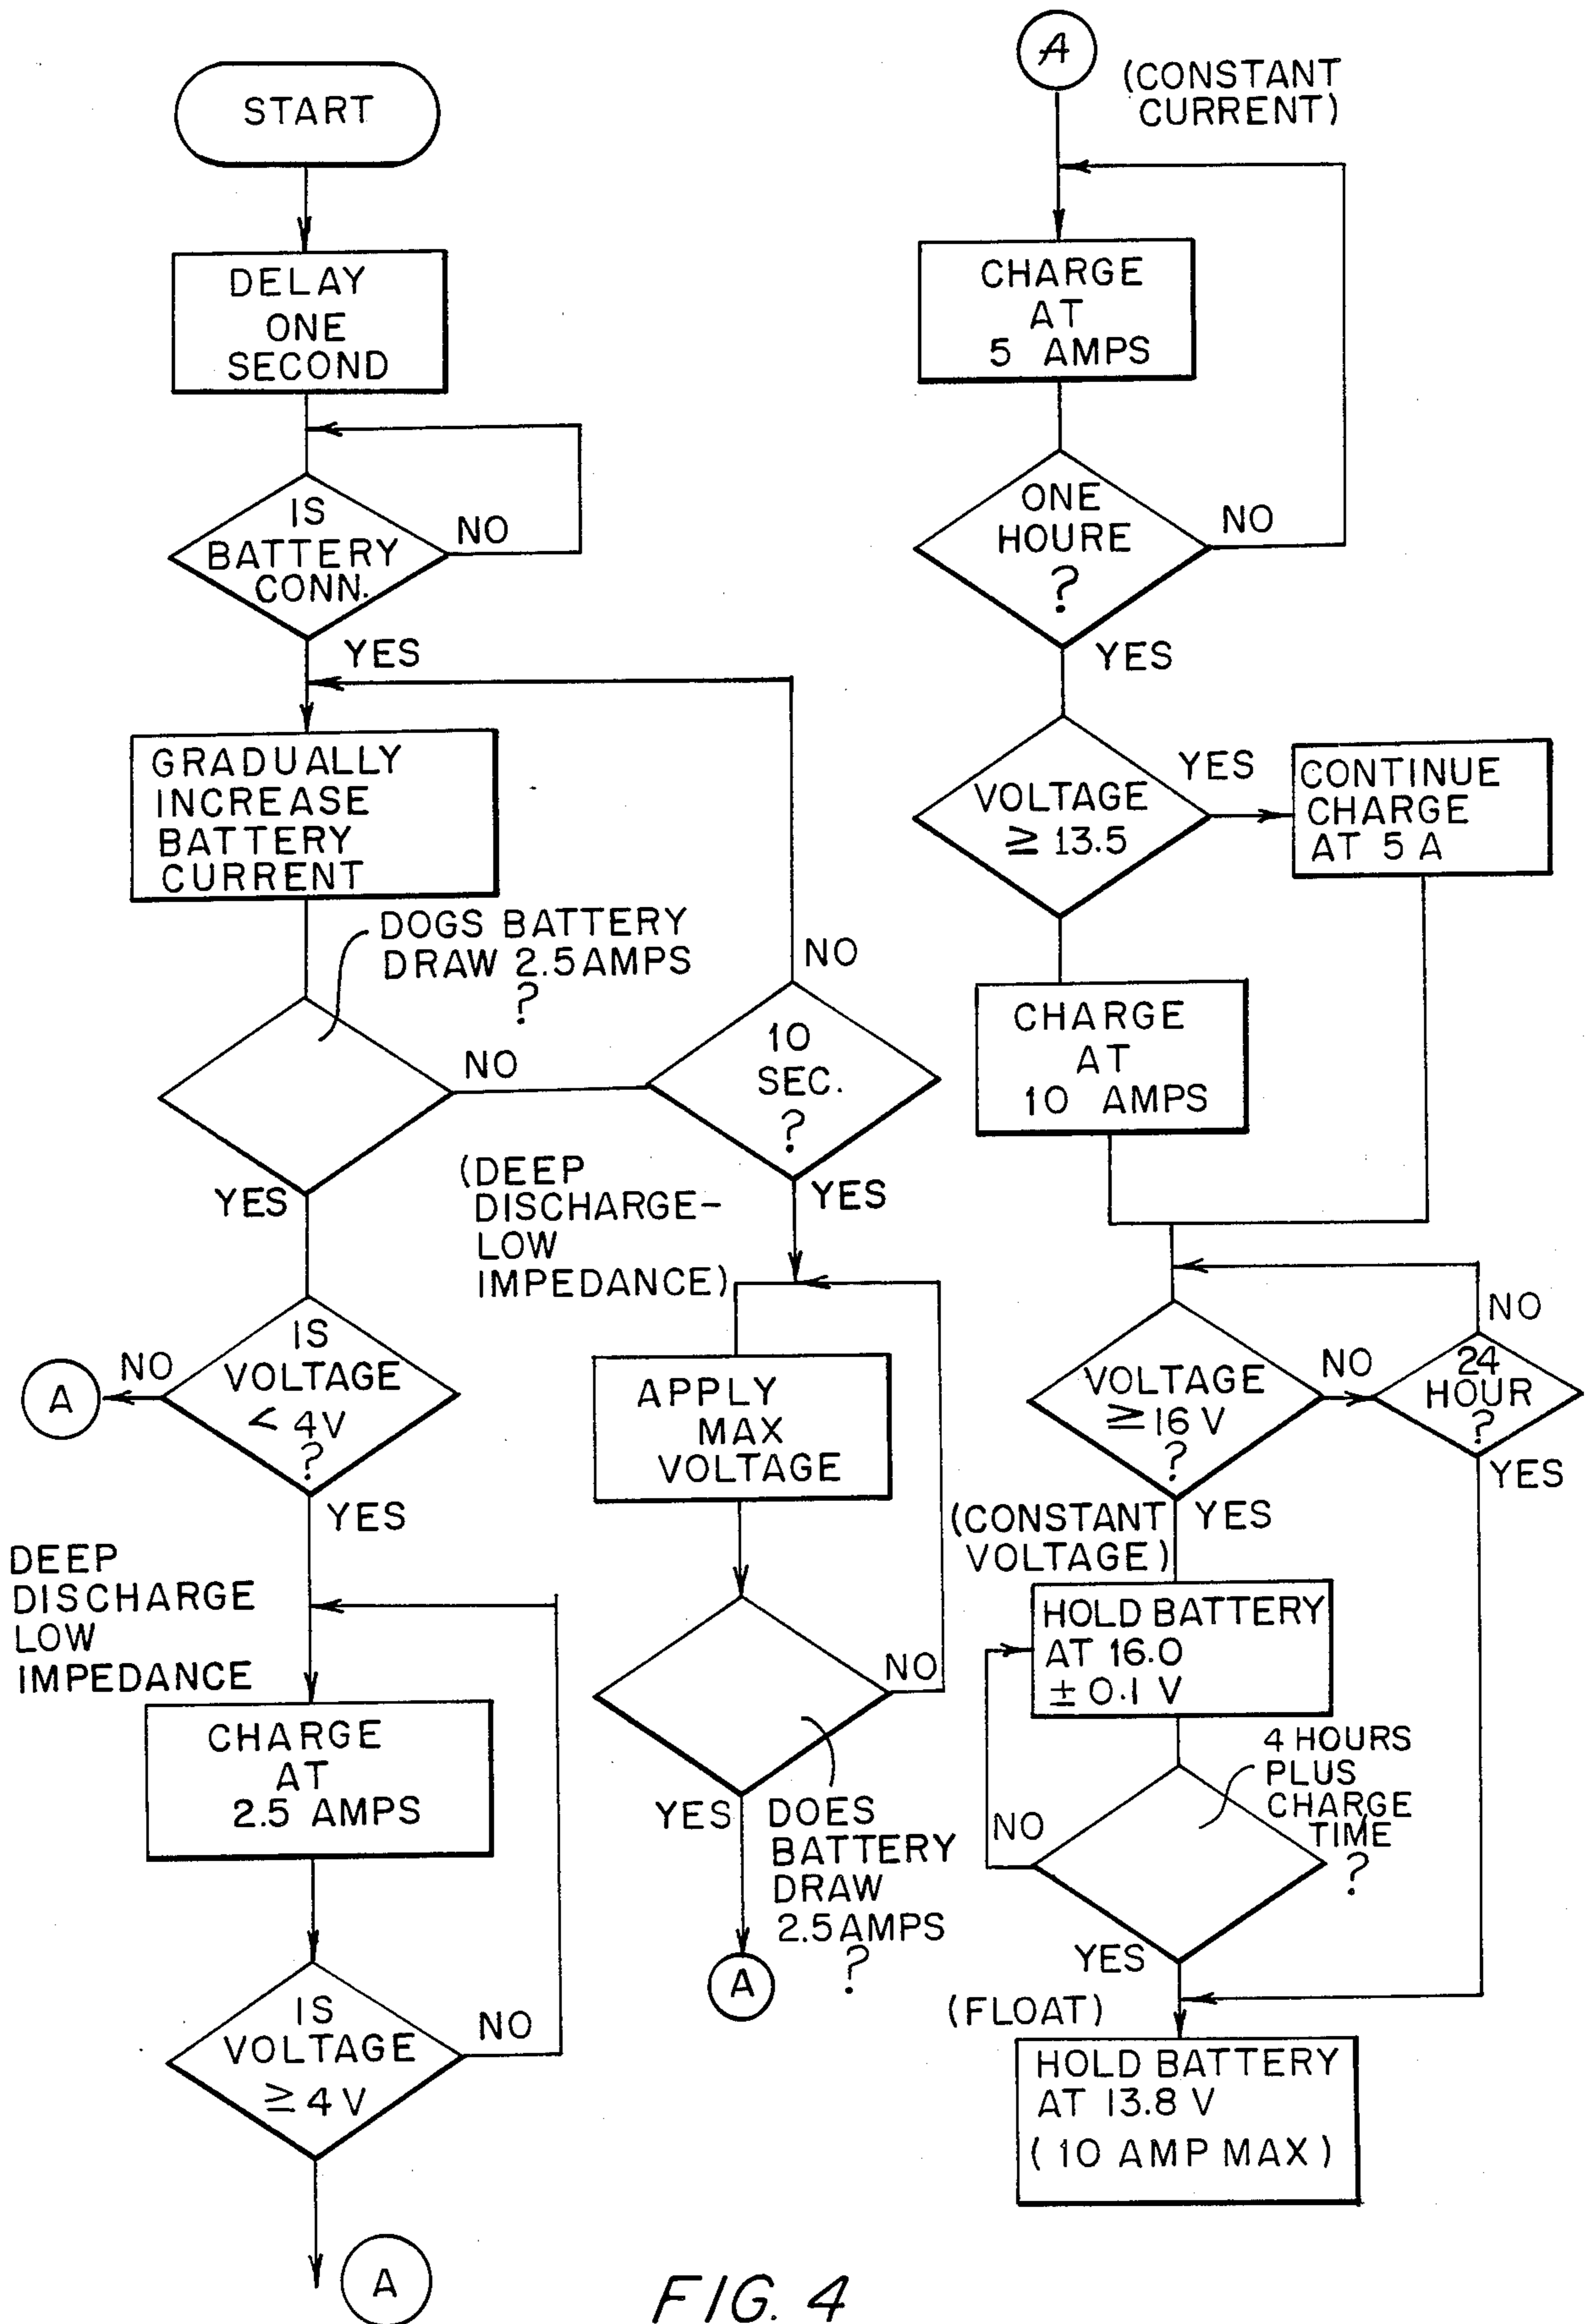 START
DELAY
ONE
SECOND
IS
BATTERY
CONN.
NO
YES
GRADUALLY
INCREASE
BATTERY
CURRENT
DOGS BATTERY
DRAW 2.5 AMPS
?
NO
10
SEC.
?
NO
YES
YES
(DEEP
DISCHARGE-
LOW
IMPEDANCE)
IS
VOLTAGE
< 4V
?
NO
A
YES
DEEP
DISCHARGE
LOW
IMPEDANCE
CHARGE
AT
2.5 AMPS
IS
VOLTAGE
≥ 4 V
NO
A
APPLY
MAX
VOLTAGE
NO
YES
DOES
BATTERY
DRAW
2.5 AMPS
?
A
A
(CONSTANT
CURRENT)
CHARGE
AT
5 AMPS
ONE
HOURE
?
NO
YES
VOLTAGE
≥ 13.5
YES
CONTINUE
CHARGE
AT 5 A
CHARGE
AT
10 AMPS
VOLTAGE
≥ 16 V
?
NO
24
HOUR
?
NO
YES
YES
(CONSTANT
VOLTAGE)
HOLD BATTERY
AT 16.0
± 0.1 V
4 HOURS
PLUS
CHARGE
TIME
?
NO
YES
(FLOAT)
HOLD BATTERY
AT 13.8 V
(10 AMP MAX)
FIG. 4